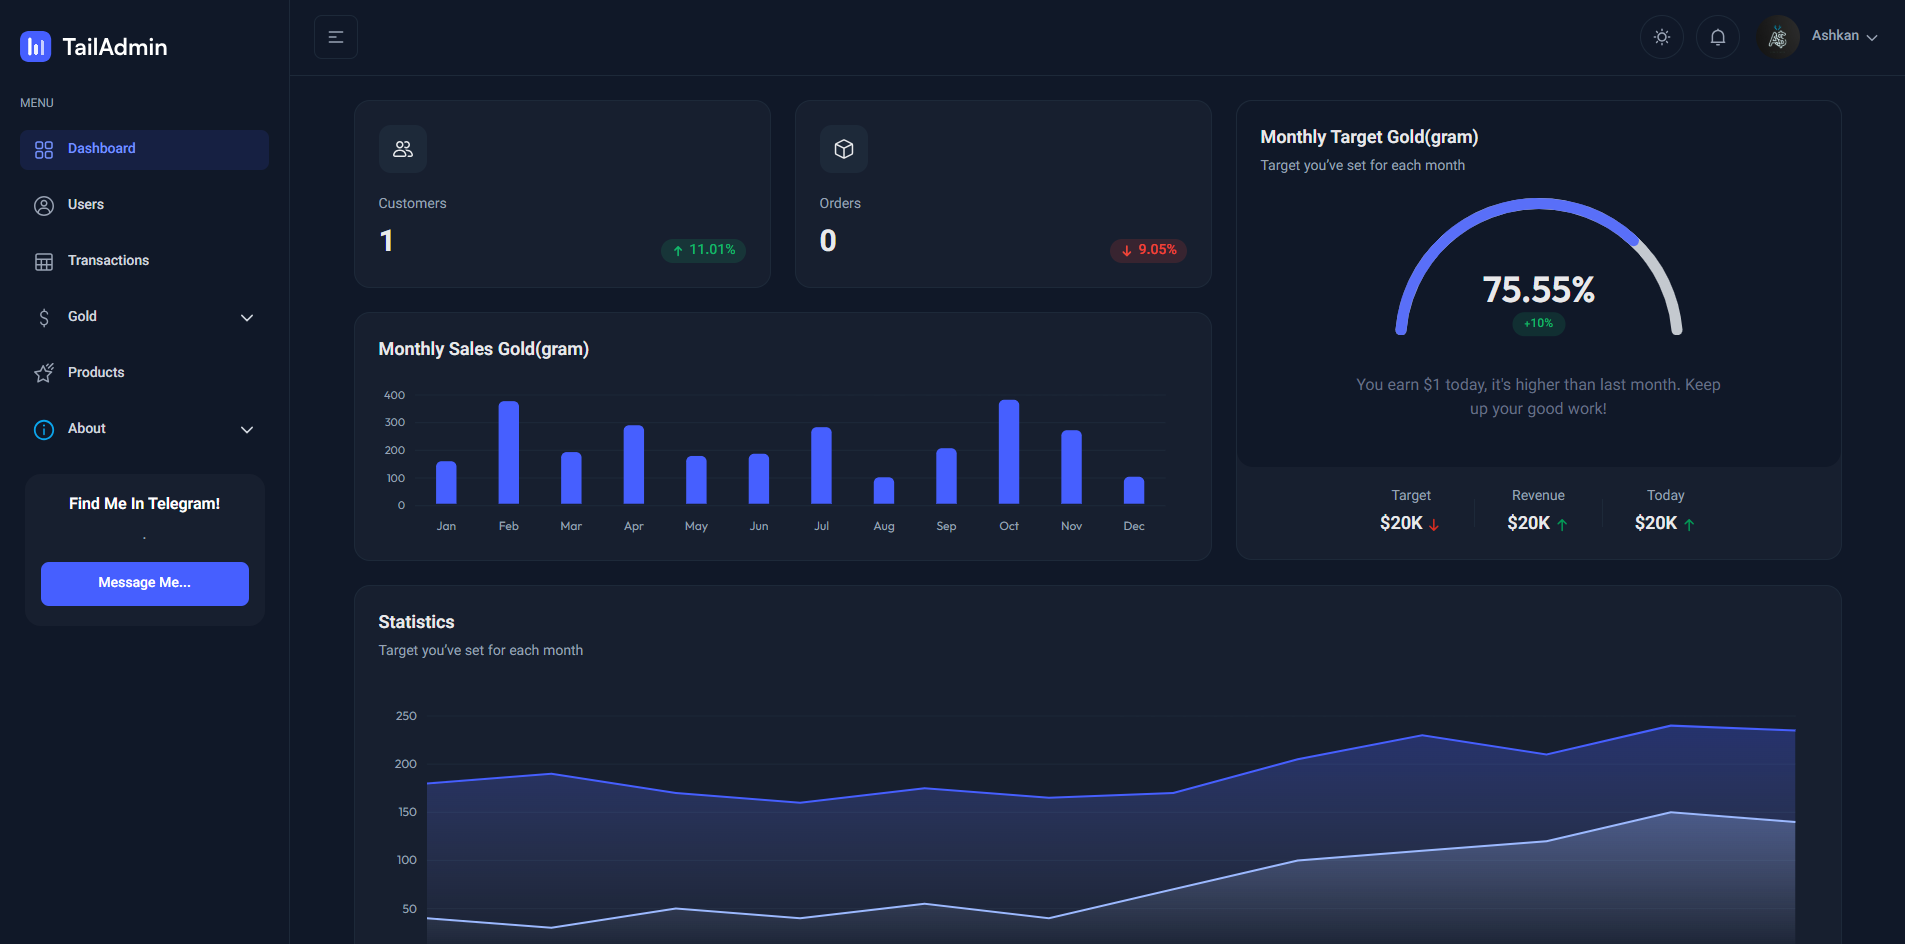 TailAdmin
MENU
Dashboard
Users
Transactions
Gold
Products
About
Find Me In Telegram!
.
Message Me...
Ashkan
Customers
1
11.01%
Orders
0
9.05%
Monthly Sales Gold(gram)
400
300
200
100
0
Jan Feb Mar Apr May Jun Jul Aug Sep Oct Nov Dec
Monthly Target Gold(gram)
Target you've set for each month
75.55%
+10%
You earn $1 today, it's higher than last month. Keep
up your good work!
Target Revenue Today
$20K $20K $20K
Statistics
Target you've set for each month
250
200
150
100
50